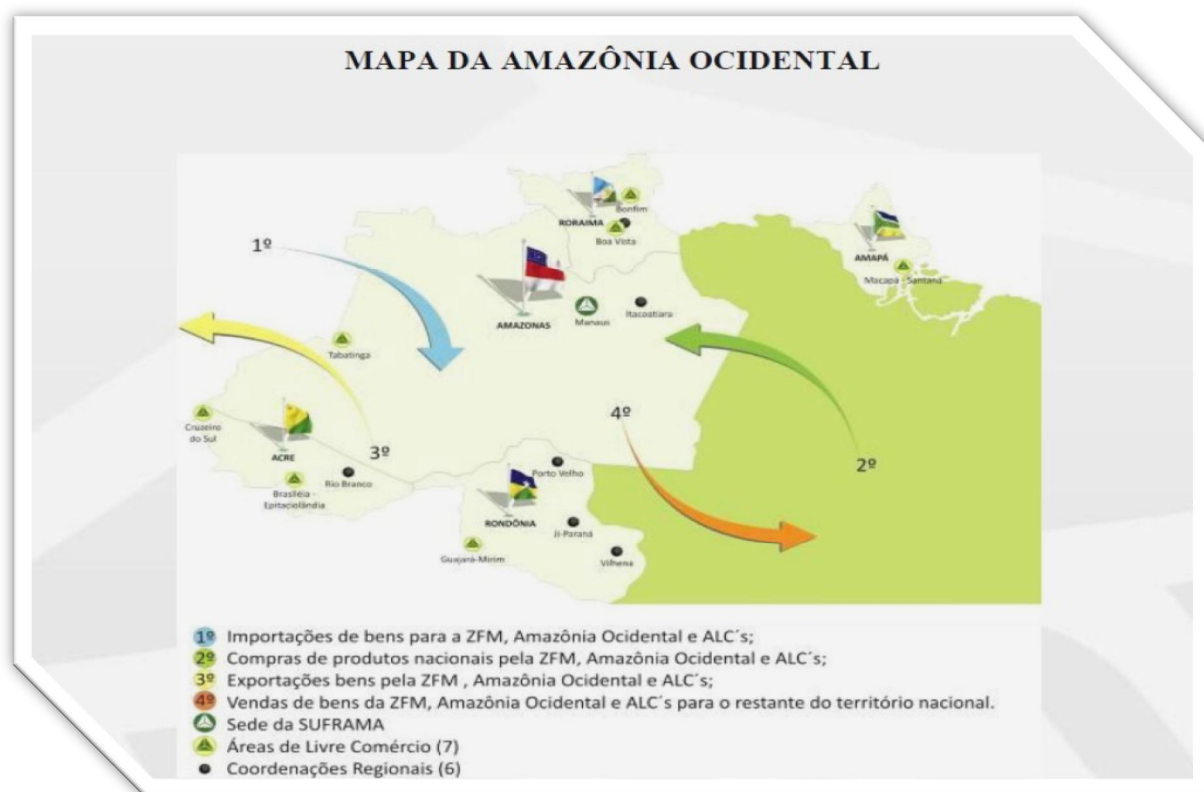 MAPA DA AMAZÔNIA OCIDENTAL
1º
RORAIMA
Bonfim
Boa Vista
AMAPÁ
Macapá - Santana
AMAZONAS
Manaus
Itacoatiara
Tabatinga
4º
Cruzeiro
do Sul
ACRE
3º
2º
Brasiléia -
Epitaciolândia
Rio Branco
Porto Velho
RONDÔNIA
Ji-Paraná
Guajará-Mirim
Vilhena
1º Importações de bens para a ZFM, Amazônia Ocidental e ALC´s;
2º Compras de produtos nacionais pela ZFM, Amazônia Ocidental e ALC´s;
3º Exportações bens pela ZFM , Amazônia Ocidental e ALC´s;
4º Vendas de bens da ZFM, Amazônia Ocidental e ALC´s para o restante do território nacional.
Sede da SUFRAMA
Áreas de Livre Comércio (7)
Coordenações Regionais (6)